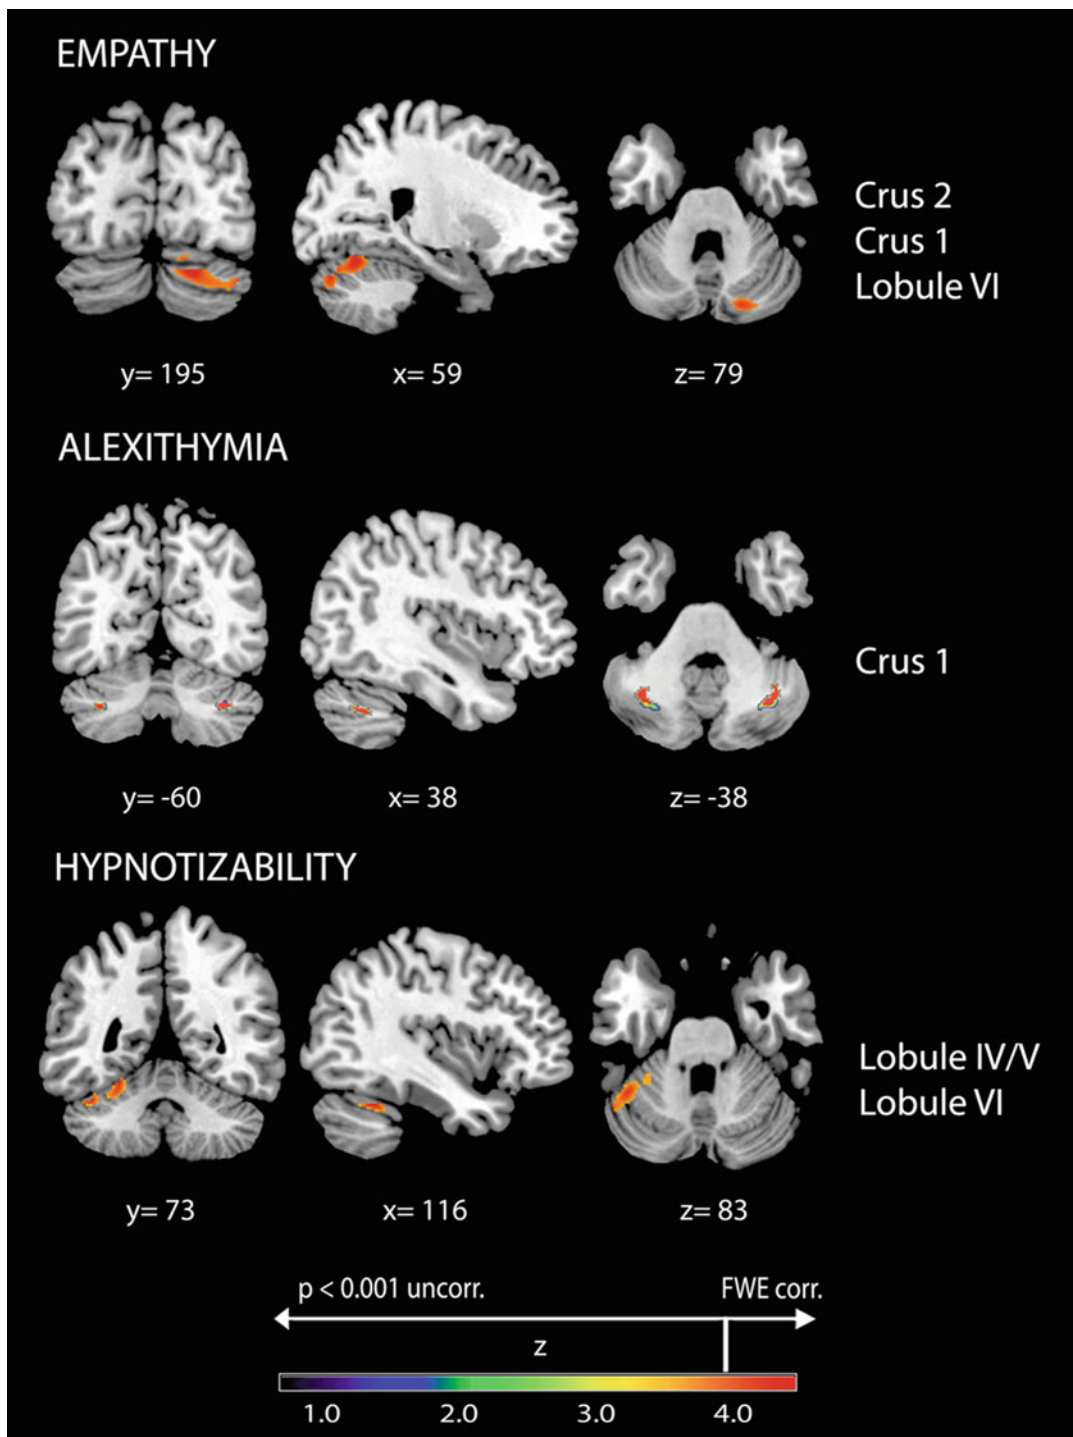 EMPATHY
Crus 2
Crus 1
Lobule VI
y= 195
x= 59
z= 79
ALEXITHYMIA
Crus 1
y= -60
x= 38
z= -38
HYPNOTIZABILITY
Lobule IV/V
Lobule VI
y= 73
x= 116
z= 83
p < 0.001 uncorr.
FWE corr.
z
1.0 2.0 3.0 4.0